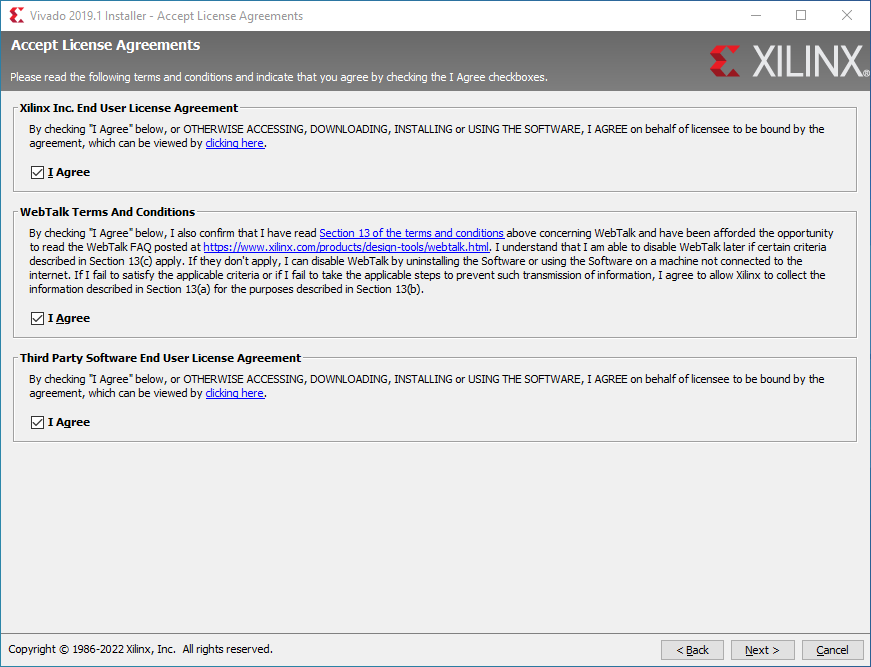 Vivado 2019.1 Installer - Accept License Agreements
Accept License Agreements
Please read the following terms and conditions and indicate that you agree by checking the I Agree checkboxes.
XILINX®
Xilinx Inc. End User License Agreement
By checking "I Agree" below, or OTHERWISE ACCESSING, DOWNLOADING, INSTALLING or USING THE SOFTWARE, I AGREE on behalf of licensee to be bound by the
agreement, which can be viewed by clicking here.
I Agree
WebTalk Terms And Conditions
By checking "I Agree" below, I also confirm that I have read Section 13 of the terms and conditions above concerning WebTalk and have been afforded the opportunity
to read the WebTalk FAQ posted at https://www.xilinx.com/products/design-tools/webtalk.html. I understand that I am able to disable WebTalk later if certain criteria
described in Section 13(c) apply. If they don't apply, I can disable WebTalk by uninstalling the Software or using the Software on a machine not connected to the
internet. If I fail to satisfy the applicable criteria or if I fail to take the applicable steps to prevent such transmission of information, I agree to allow Xilinx to collect the
information described in Section 13(a) for the purposes described in Section 13(b).
I Agree
Third Party Software End User License Agreement
By checking "I Agree" below, or OTHERWISE ACCESSING, DOWNLOADING, INSTALLING or USING THE SOFTWARE, I AGREE on behalf of licensee to be bound by the
agreement, which can be viewed by clicking here.
I Agree
Copyright © 1986-2022 Xilinx, Inc. All rights reserved.
< Back
Next >
Cancel